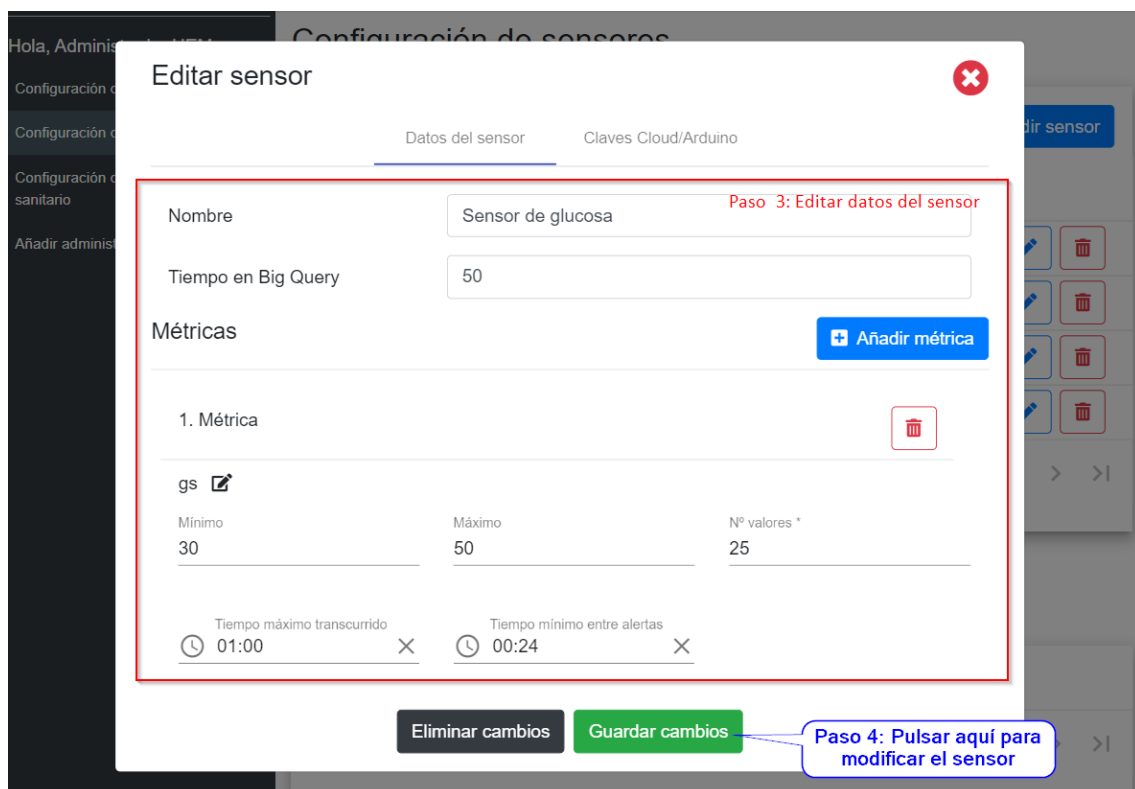 Configuración de sensores
Hola, Adminis
Configuración
Configuración
Configuración
sanitario
Añadir administ
dir sensor
Editar sensor
Datos del sensor
Claves Cloud/Arduino
Paso 3: Editar datos del sensor
Nombre
Sensor de glucosa
Tiempo en Big Query
50
Métricas
Añadir métrica
1. Métrica
gs
Mínimo
Máximo
Nº valores *
30
50
25
Tiempo máximo transcurrido
Tiempo mínimo entre alertas
01:00
00:24
Eliminar cambios
Guardar cambios
Paso 4: Pulsar aquí para
modificar el sensor